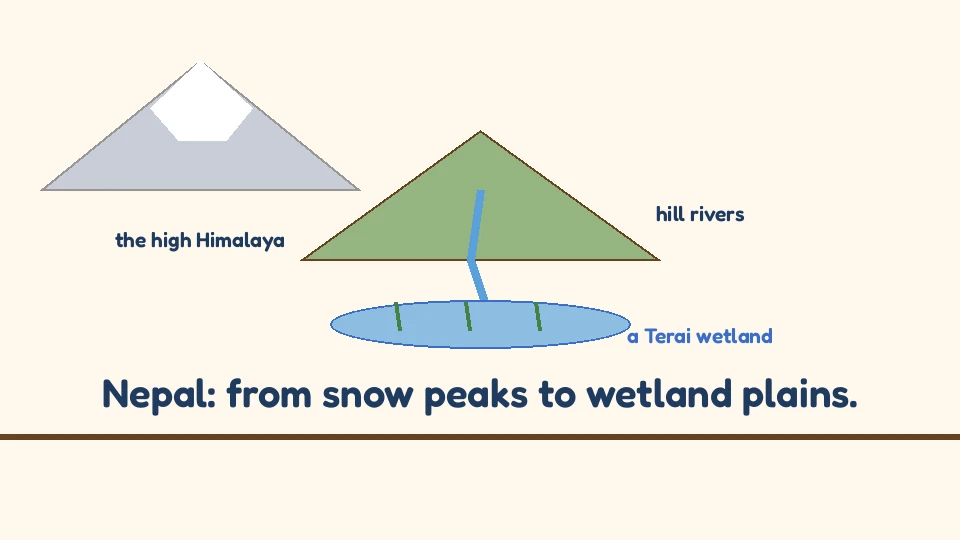 hill rivers
the high Himalaya
a Terai wetland
Nepal: from snow peaks to wetland plains.